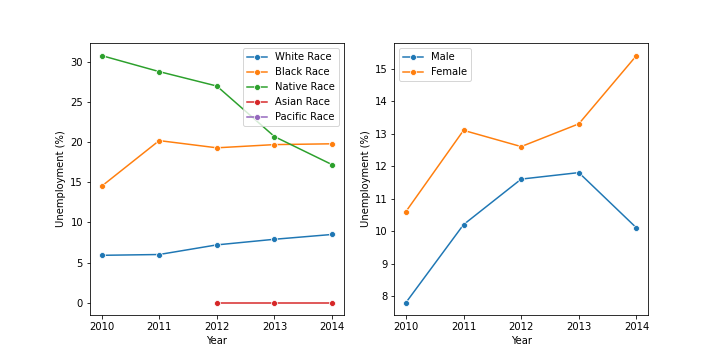 30
25
20
15
10
5
0
Unemployment (%)
2010 2011 2012 2013 2014
Year
White Race
Black Race
Native Race
Asian Race
Pacific Race
15
14
13
12
11
10
9
8
Unemployment (%)
2010 2011 2012 2013 2014
Year
Male
Female